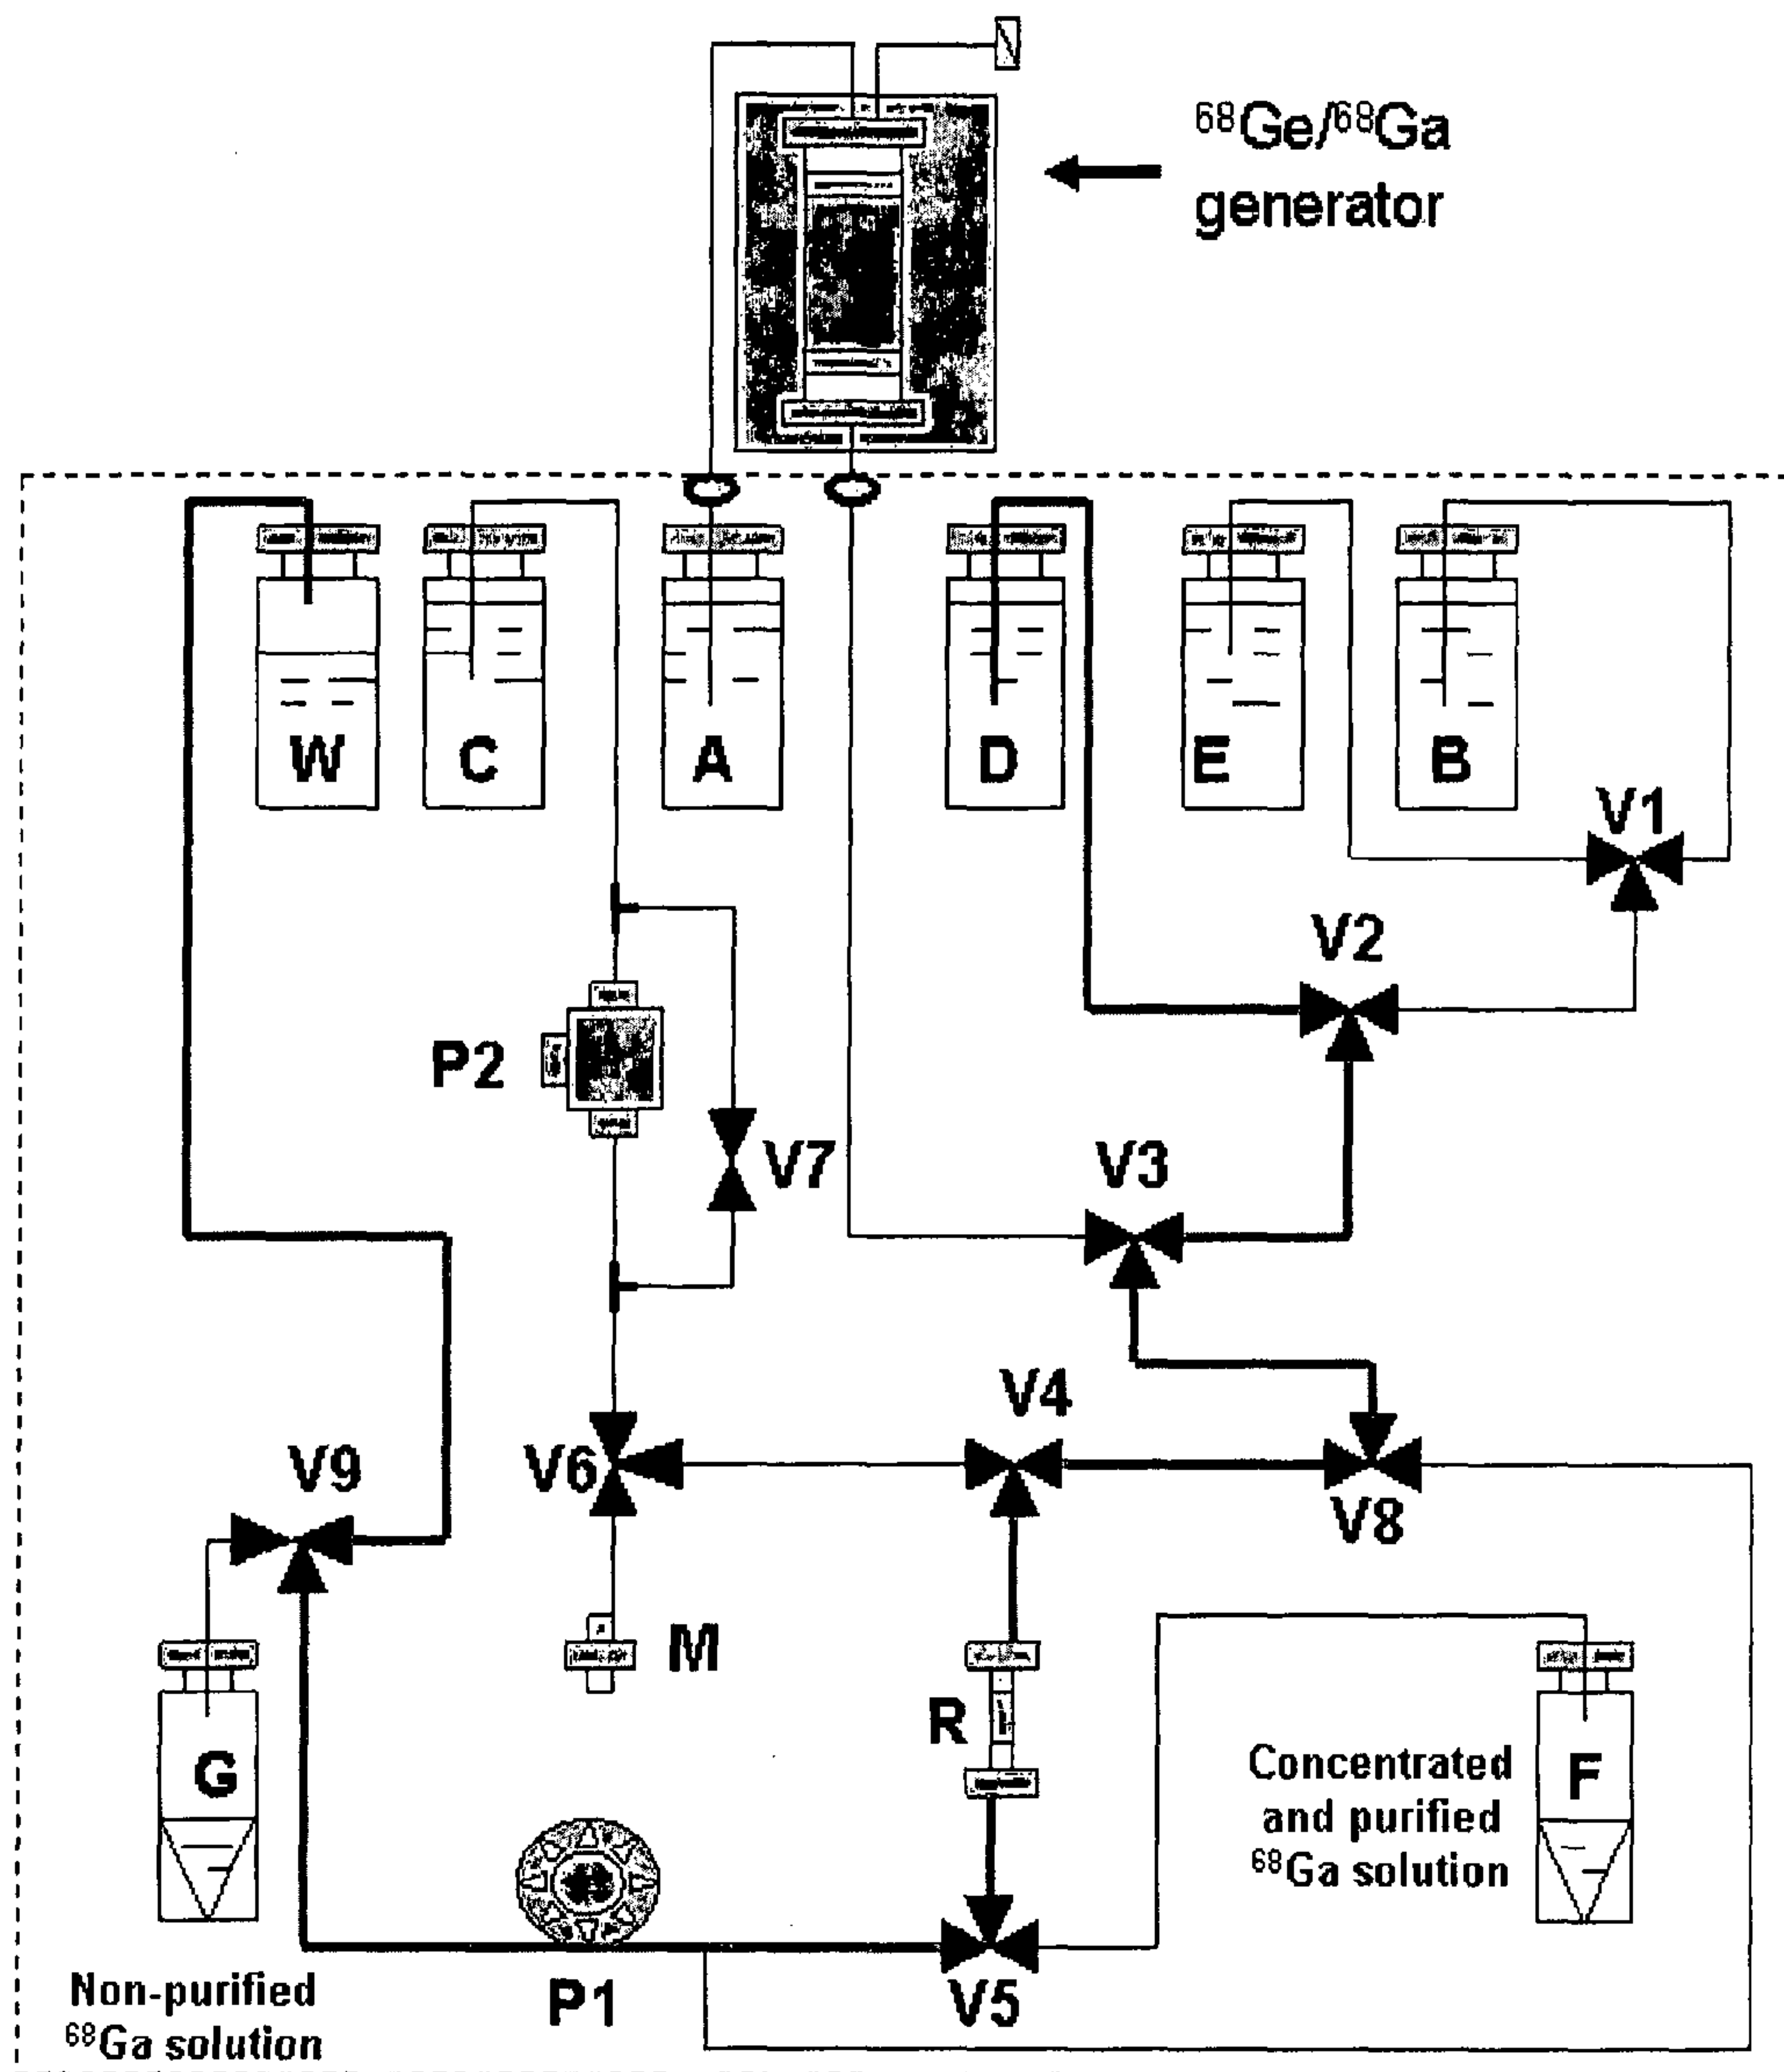 ⁶⁸Ge/⁶⁸Ga
generator
W
C
A
D
E
B
V1
V2
P2
V7
V3
V4
V9
V6
V8
M
R
G
Concentrated
and purified
⁶⁸Ga solution
F
P1
V5
Non-purified
⁶⁸Ga solution